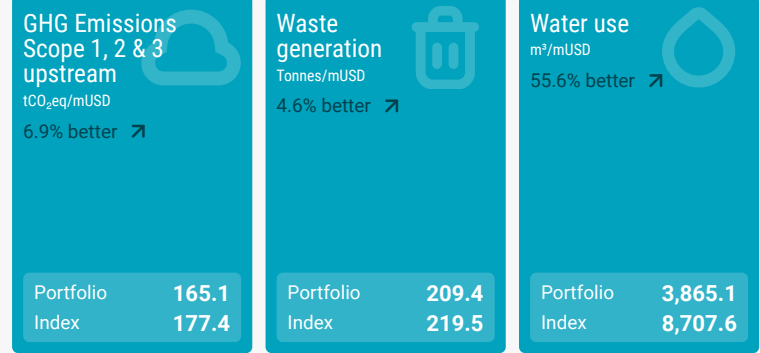 GHG Emissions
Scope 1, 2 & 3
upstream
tCO₂eq/mUSD
6.9% better
Portfolio 165.1
Index 177.4
Waste
generation
Tonnes/mUSD
4.6% better
Portfolio 209.4
Index 219.5
Water use
m³/mUSD
55.6% better
Portfolio 3,865.1
Index 8,707.6